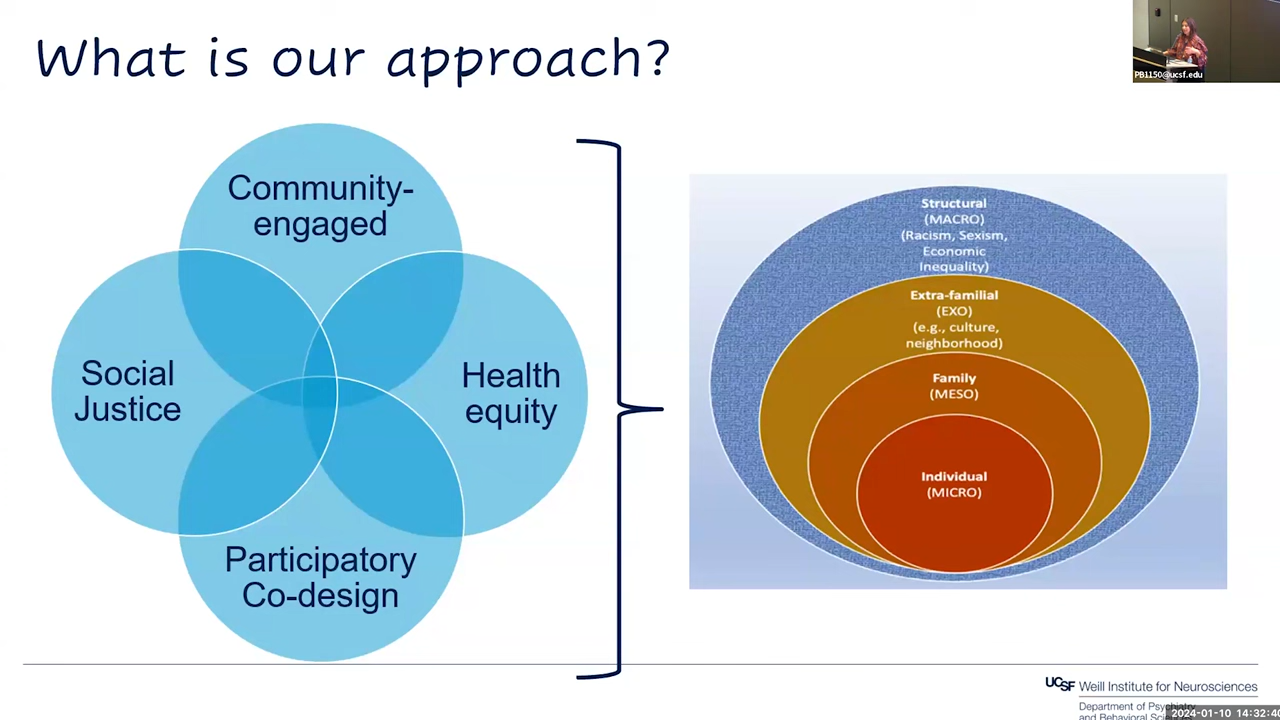 What is our approach?
PB1150@ucsf.edu
Community-
engaged
Social
Justice
Health
equity
Participatory
Co-design
Structural
(MACRO)
(Racism, Sexism,
Economic
Inequality)
Extra-familial
(EXO)
(e.g., culture,
neighborhood)
Family
(MESO)
Individual
(MICRO)
UCSF Weill Institute for Neurosciences
Department of Psychiatry
and Behavioral
2024-01-10 14:32:40